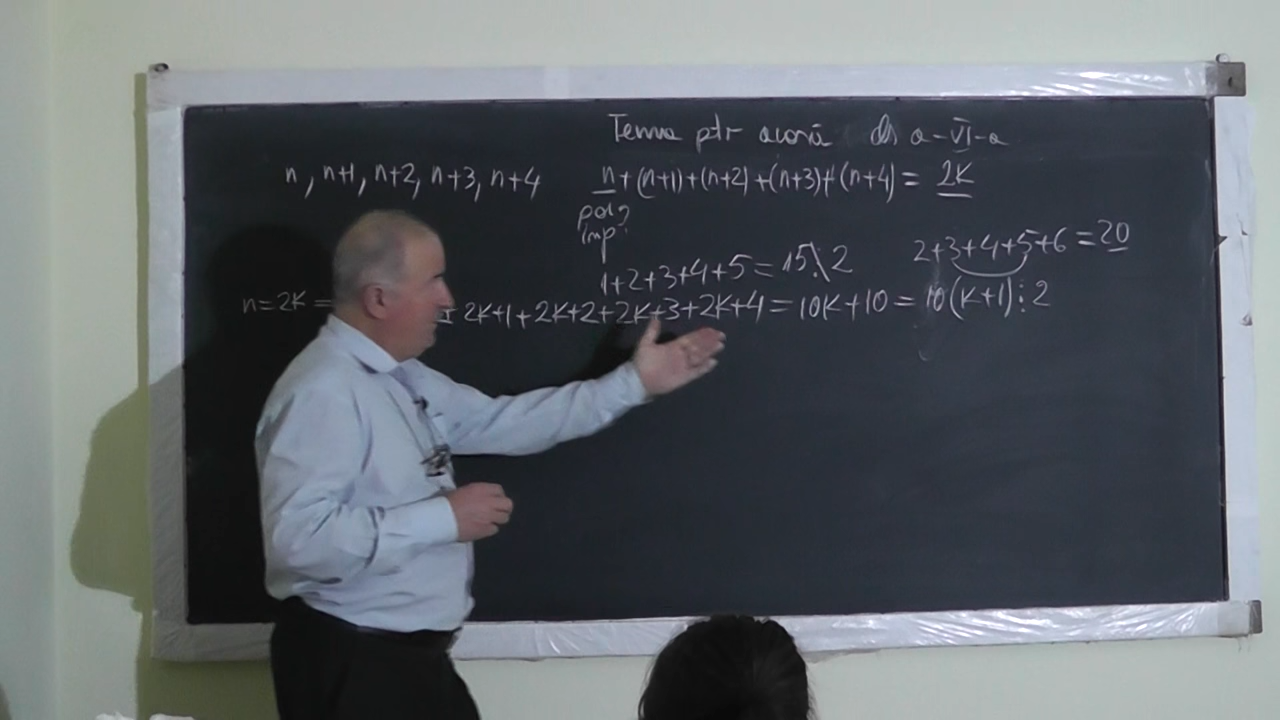 Tema ptr acasă cls a-VI-a
n, n+1, n+2, n+3, n+4 n+(n+1)+(n+2)+(n+3)+(n+4)= 2K
par?
imp?
1+2+3+4+5=15⋮̸2 2+3+4+5+6=20
n=2K = + 2K+1+2K+2+2K+3+2K+4=10K+10=10(K+1)⋮2